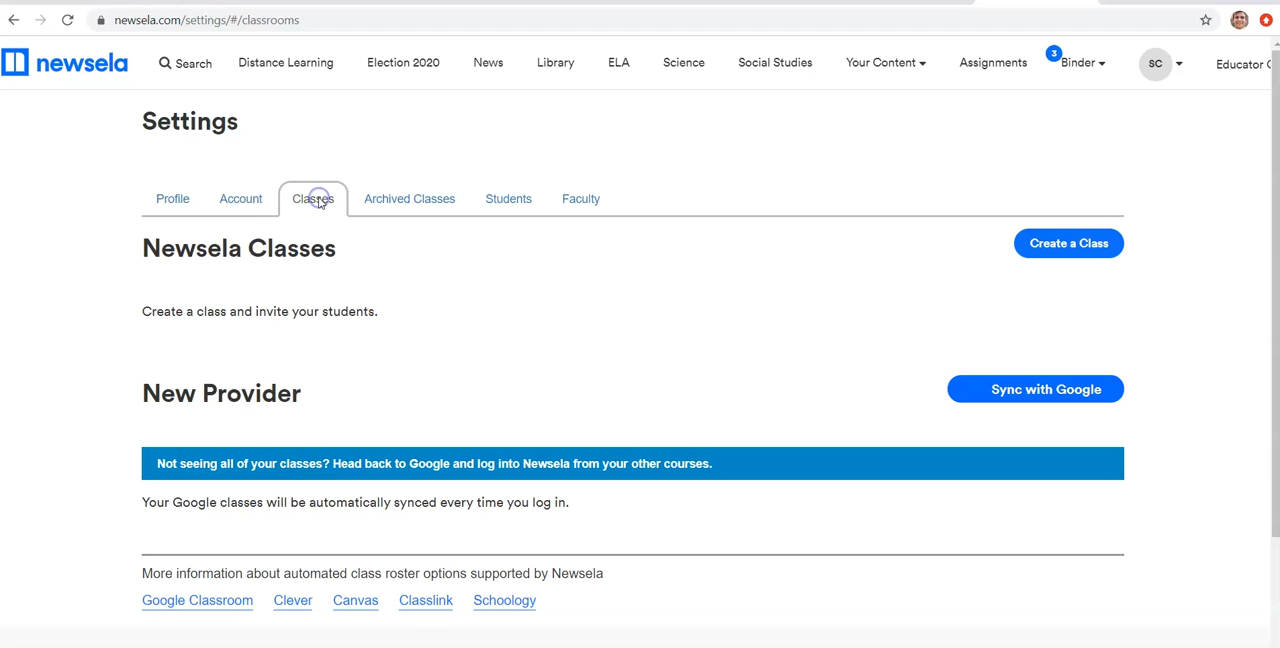 newsela.com/settings/#/classrooms
newsela Search Distance Learning Election 2020 News Library ELA Science Social Studies Your Content Assignments 3 Binder SC Educator
Settings
Profile Account Classes Archived Classes Students Faculty
Newsela Classes Create a Class
Create a class and invite your students.
New Provider Sync with Google
Not seeing all of your classes? Head back to Google and log into Newsela from your other courses.
Your Google classes will be automatically synced every time you log in.
More information about automated class roster options supported by Newsela
Google Classroom Clever Canvas Classlink Schoology